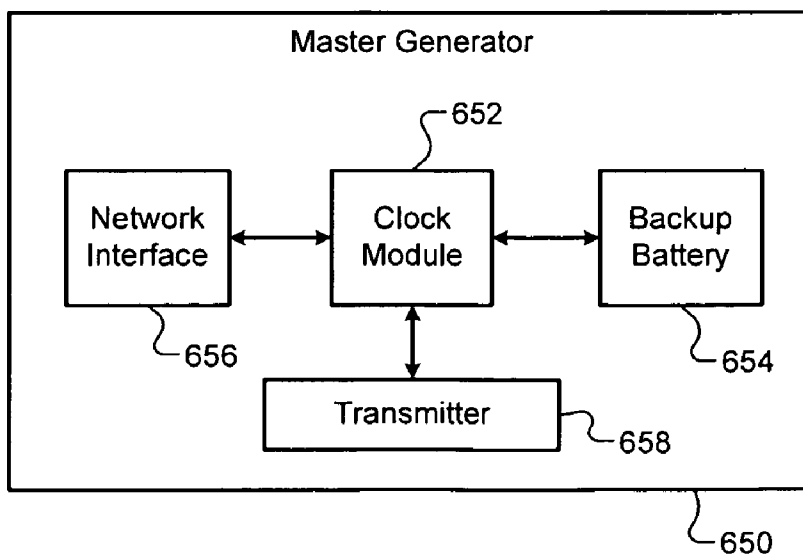 Master Generator
652
Network
Interface
Clock
Module
Backup
Battery
656
654
Transmitter
658
650